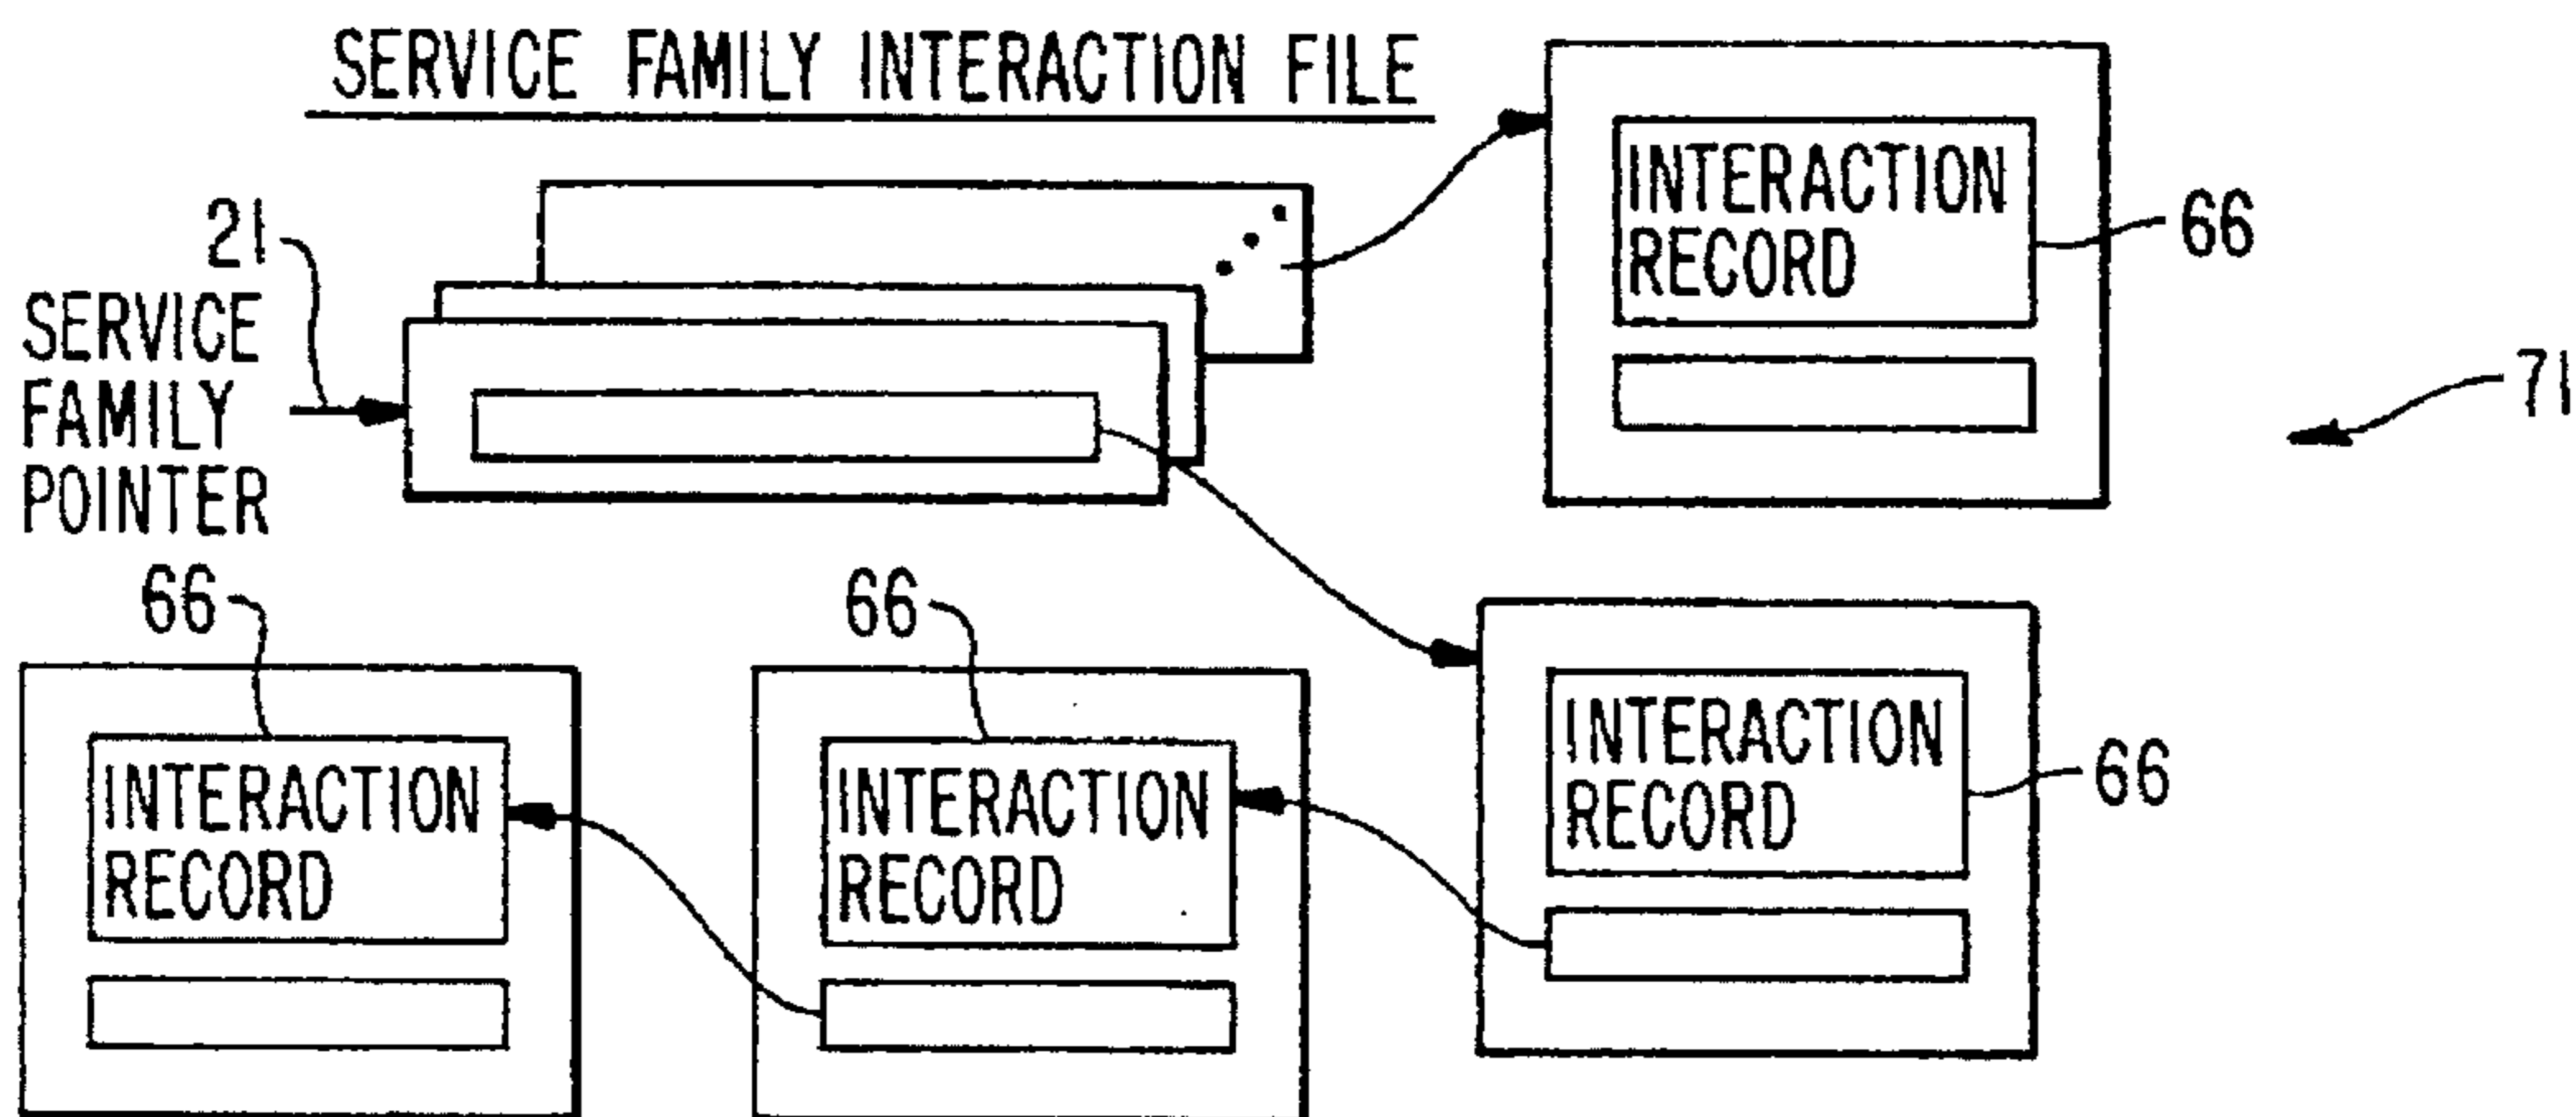 SERVICE FAMILY INTERACTION FILE
21
SERVICE
FAMILY
POINTER
INTERACTION
RECORD
66
71
66
INTERACTION
RECORD
66
INTERACTION
RECORD
INTERACTION
RECORD
66